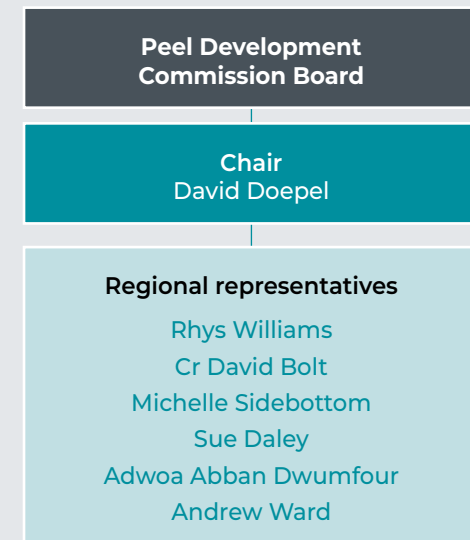 Peel Development
Commission Board
Chair
David Doepel
Regional representatives
Rhys Williams
Cr David Bolt
Michelle Sidebottom
Sue Daley
Adwoa Abban Dwumfour
Andrew Ward